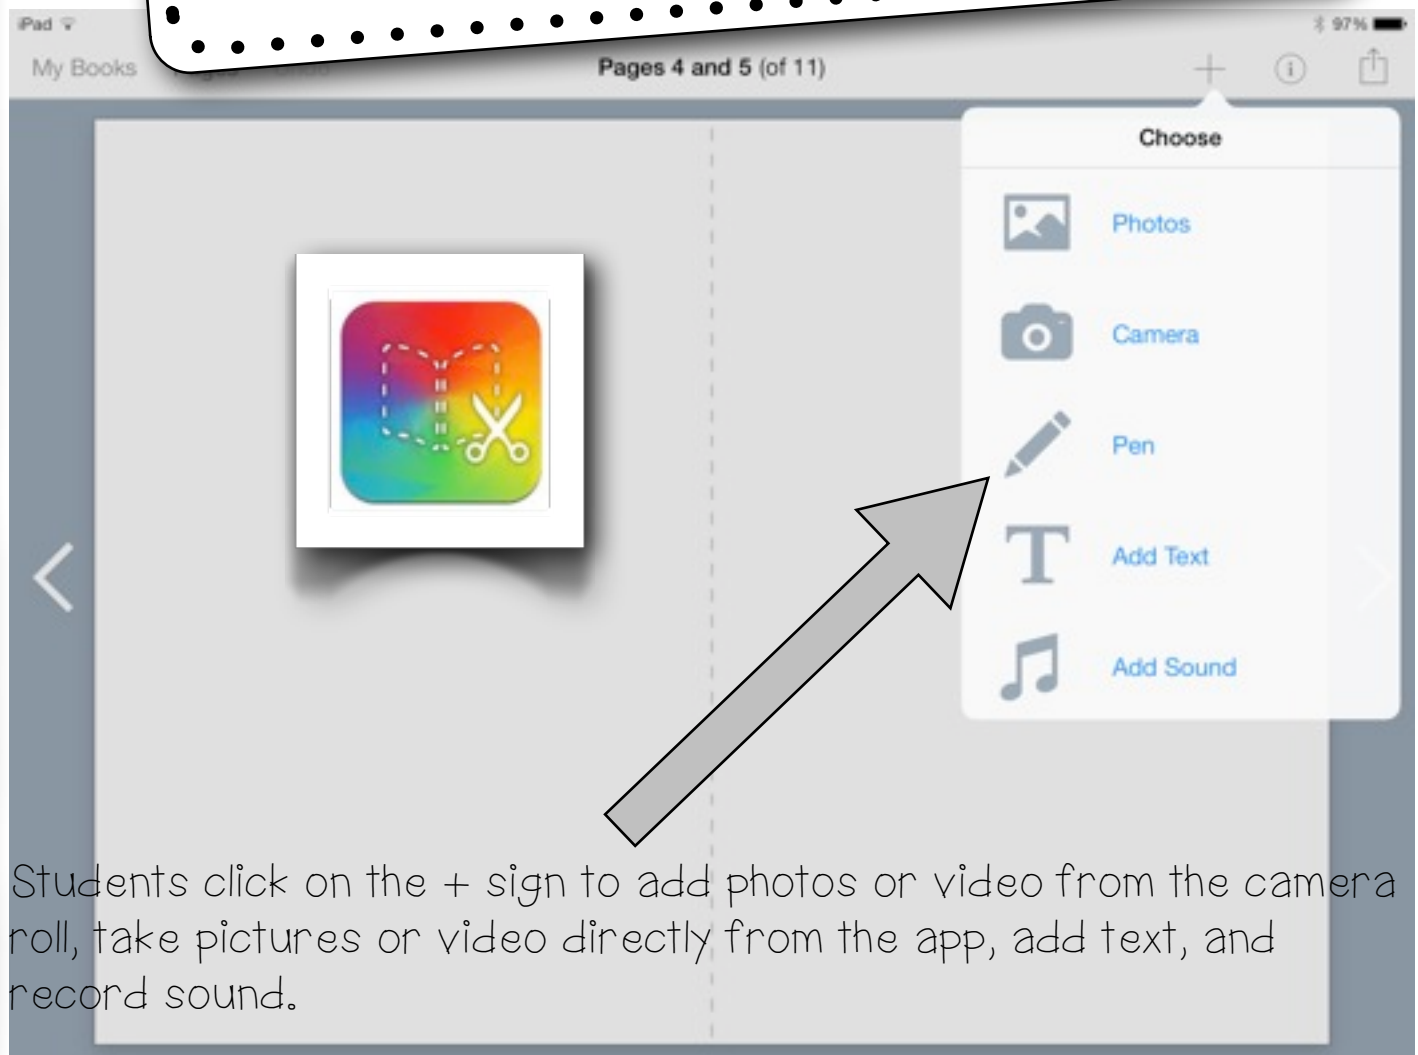 iPad 97%
My Books Undo Pages 4 and 5 (of 11)
Choose
Photos
Camera
Pen
Add Text
Add Sound
Students click on the + sign to add photos or video from the camera
roll, take pictures or video directly from the app, add text, and
record sound.